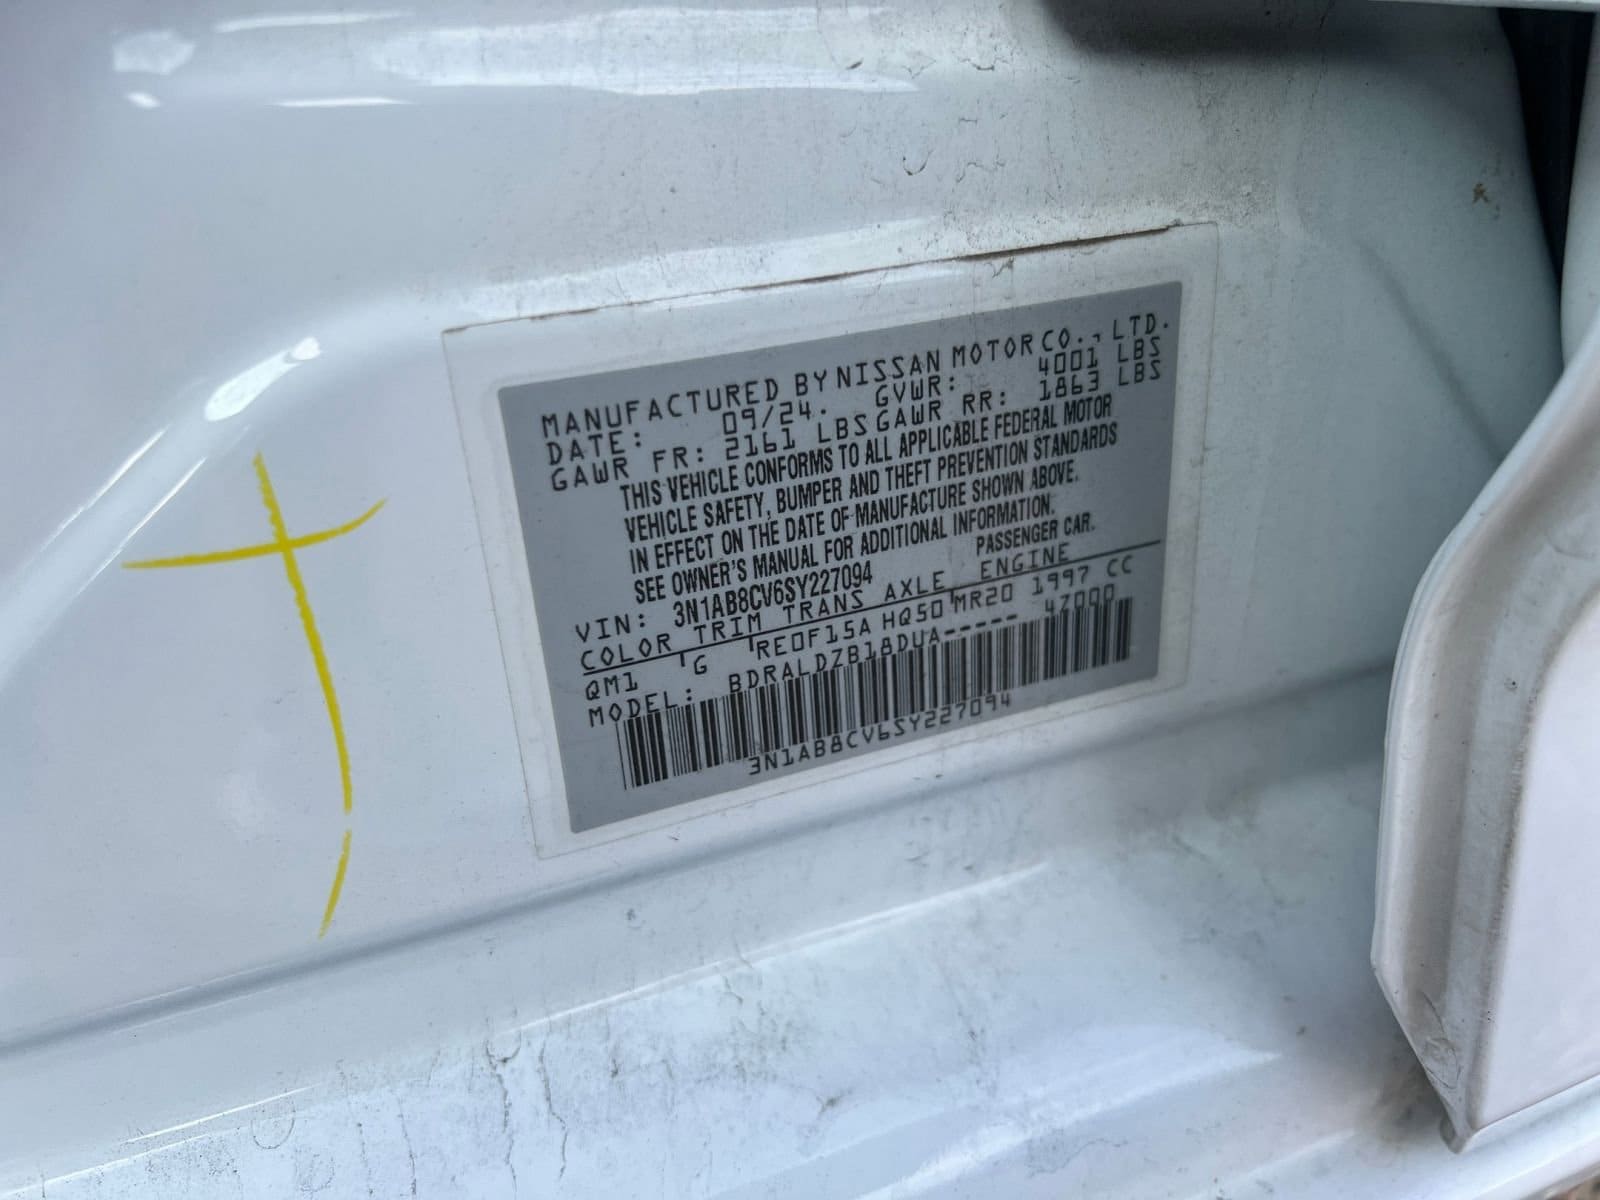 MANUFACTURED BY NISSAN MOTOR CO., LTD.
DATE: 09/24. GVWR: 4001 LBS
GAWR FR: 2161 LBS GAWR RR: 1863 LBS
THIS VEHICLE CONFORMS TO ALL APPLICABLE FEDERAL MOTOR
VEHICLE SAFETY, BUMPER AND THEFT PREVENTION STANDARDS
IN EFFECT ON THE DATE OF MANUFACTURE SHOWN ABOVE.
SEE OWNER'S MANUAL FOR ADDITIONAL INFORMATION.
VIN: 3N1AB8CV6SY227094 PASSENGER CAR.
COLOR TRIM TRANS AXLE ENGINE
QM1 G RE0F15A HQ50 MR20 1997 CC
MODEL: BDRALDZB18DUA----- 47000
3N1AB8CV6SY227094